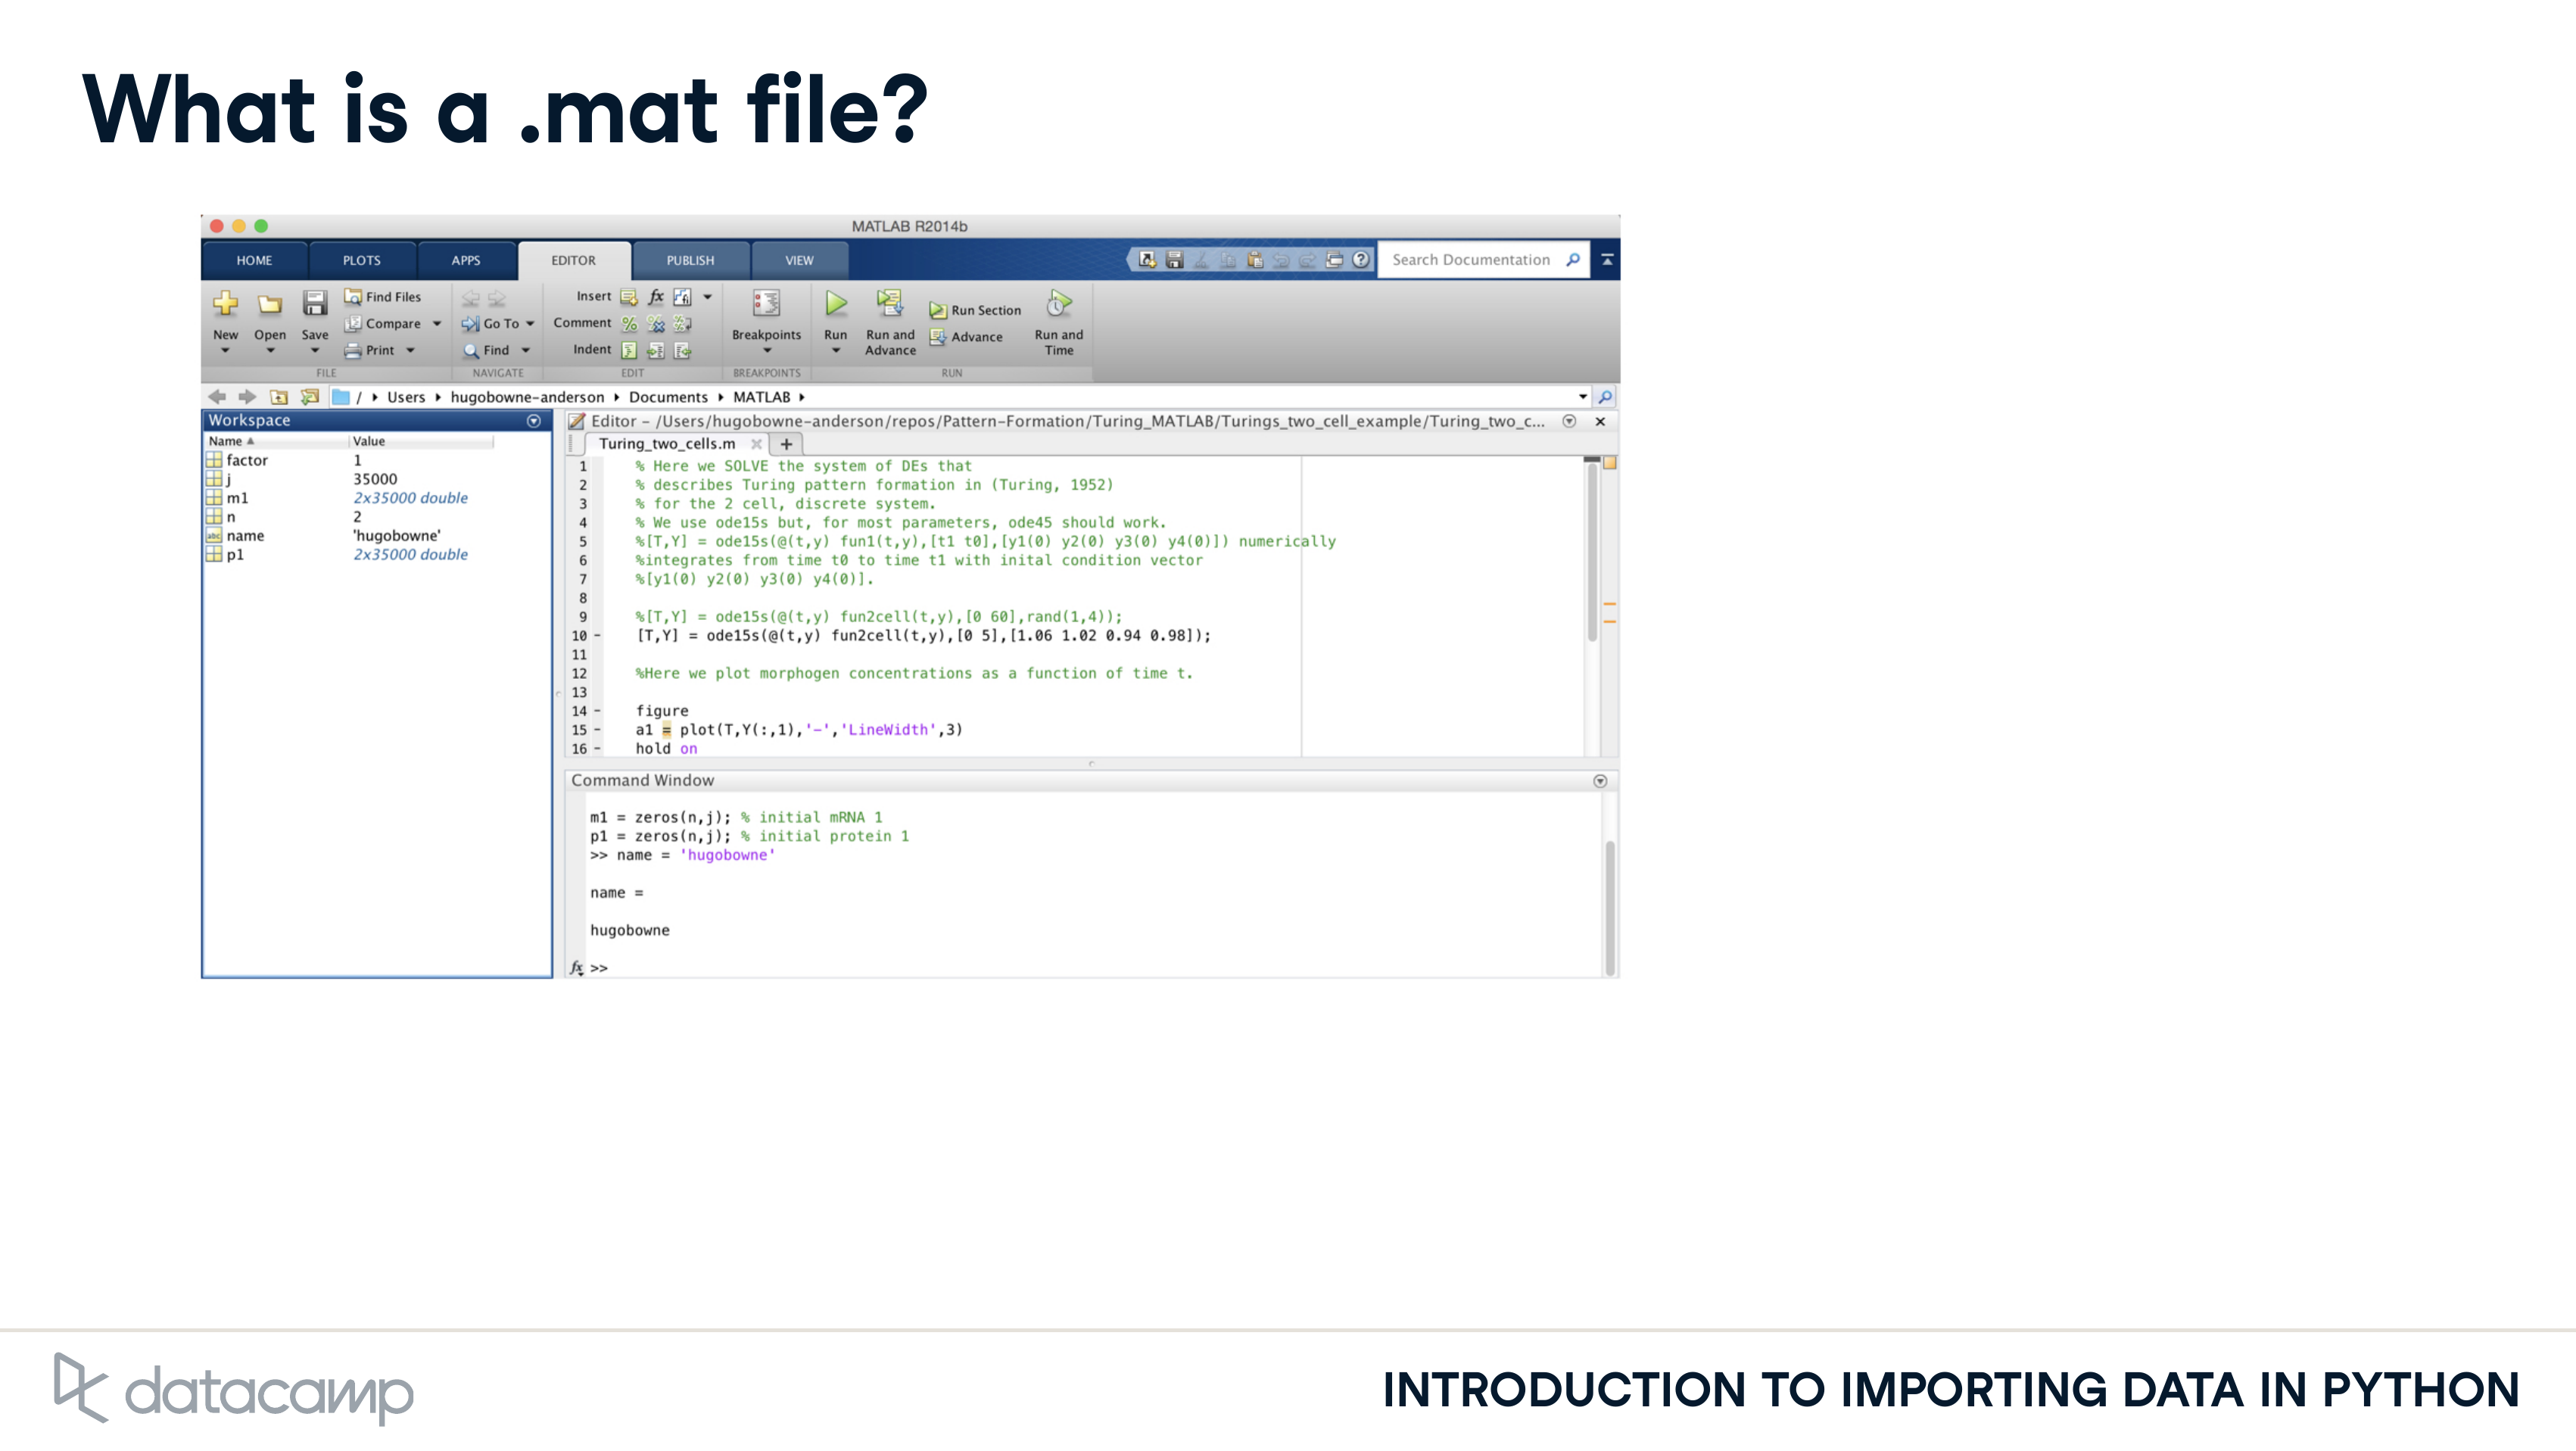 What is a .mat file?
MATLAB R2014b
HOME PLOTS APPS EDITOR PUBLISH VIEW
Search Documentation
New Open Save Find Files Compare Print
FILE
Go To Find
NAVIGATE
Insert fx fi
Comment
Indent
EDIT
Breakpoints
BREAKPOINTS
Run Run and Advance Run Section Advance Run and Time
RUN
/ Users hugobowne-anderson Documents MATLAB
Workspace
Name Value
factor 1
j 35000
m1 2x35000 double
n 2
abc name 'hugobowne'
p1 2x35000 double
Editor - /Users/hugobowne-anderson/repos/Pattern-Formation/Turing_MATLAB/Turings_two_cell_example/Turing_two_c...
Turing_two_cells.m +
1 % Here we SOLVE the system of DEs that
2 % describes Turing pattern formation in (Turing, 1952)
3 % for the 2 cell, discrete system.
4 % We use ode15s but, for most parameters, ode45 should work.
5 %[T,Y] = ode15s(@(t,y) fun1(t,y),[t1 t0],[y1(0) y2(0) y3(0) y4(0)]) numerically
6 %integrates from time t0 to time t1 with inital condition vector
7 %[y1(0) y2(0) y3(0) y4(0)].
8
9 %[T,Y] = ode15s(@(t,y) fun2cell(t,y),[0 60],rand(1,4));
10 - [T,Y] = ode15s(@(t,y) fun2cell(t,y),[0 5],[1.06 1.02 0.94 0.98]);
11
12 %Here we plot morphogen concentrations as a function of time t.
13
14 - figure
15 - a1 = plot(T,Y(:,1),'-','LineWidth',3)
16 - hold on
Command Window
m1 = zeros(n,j); % initial mRNA 1
p1 = zeros(n,j); % initial protein 1
>> name = 'hugobowne'
name =
hugobowne
fx >>
datacamp
INTRODUCTION TO IMPORTING DATA IN PYTHON